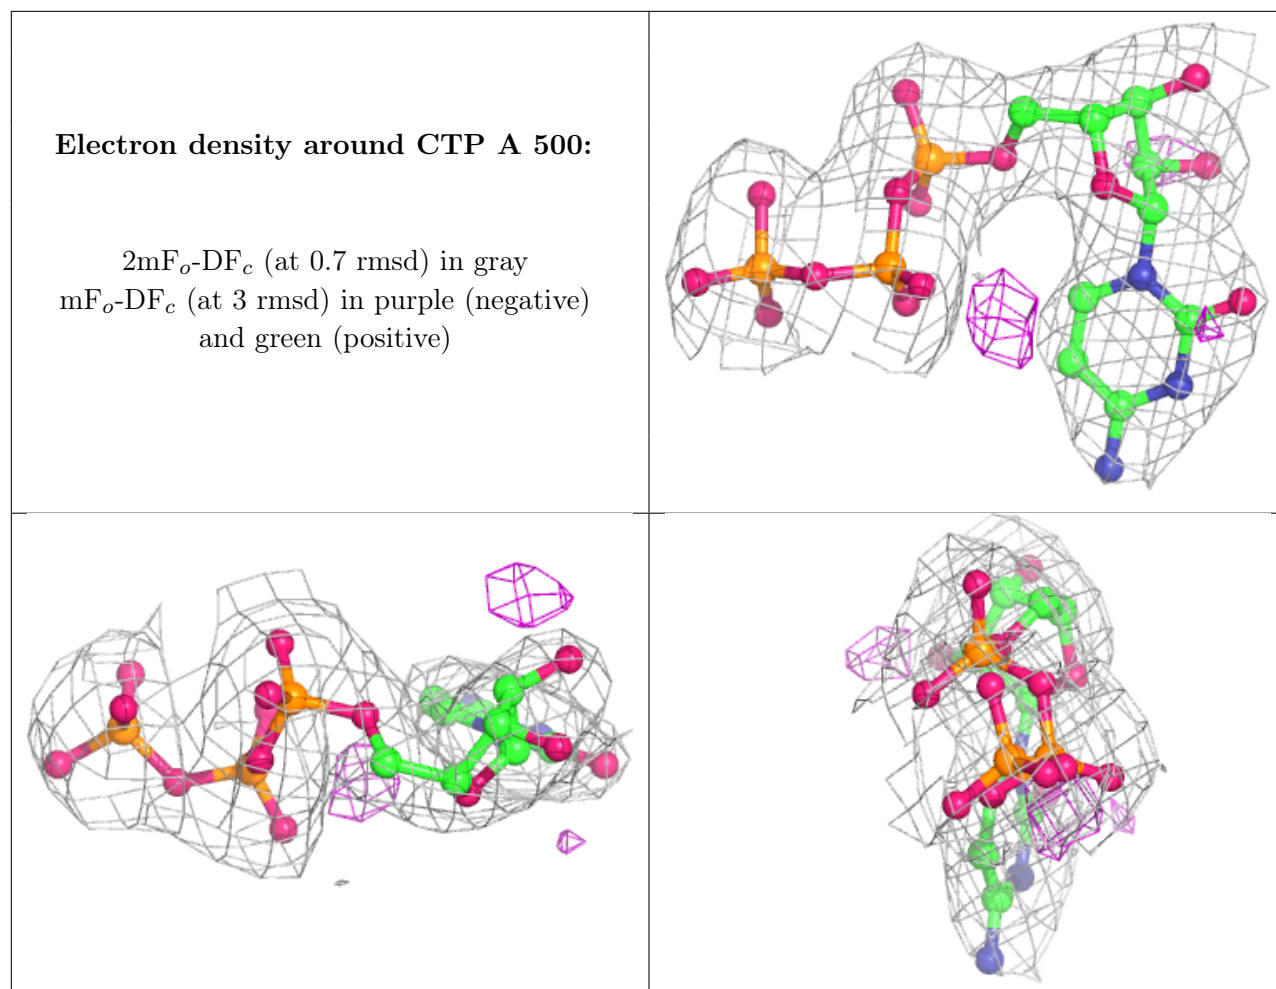 Electron density around CTP A 500:
2mFo-DFc (at 0.7 rmsd) in gray
mFo-DFc (at 3 rmsd) in purple (negative)
and green (positive)